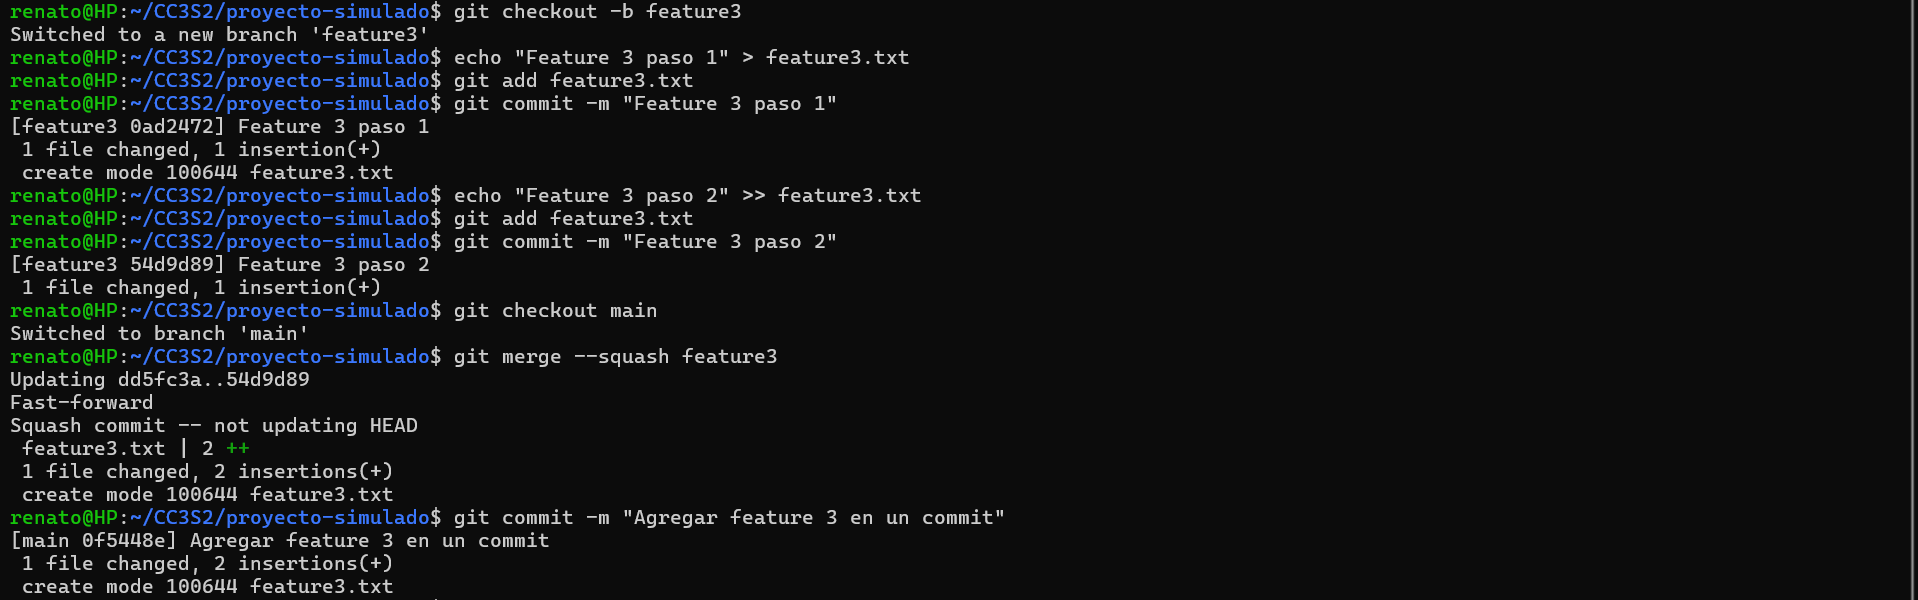 renato@HP:~/CC3S2/proyecto-simulado$ git checkout -b feature3
Switched to a new branch 'feature3'
renato@HP:~/CC3S2/proyecto-simulado$ echo "Feature 3 paso 1" > feature3.txt
renato@HP:~/CC3S2/proyecto-simulado$ git add feature3.txt
renato@HP:~/CC3S2/proyecto-simulado$ git commit -m "Feature 3 paso 1"
[feature3 0ad2472] Feature 3 paso 1
 1 file changed, 1 insertion(+)
 create mode 100644 feature3.txt
renato@HP:~/CC3S2/proyecto-simulado$ echo "Feature 3 paso 2" >> feature3.txt
renato@HP:~/CC3S2/proyecto-simulado$ git add feature3.txt
renato@HP:~/CC3S2/proyecto-simulado$ git commit -m "Feature 3 paso 2"
[feature3 54d9d89] Feature 3 paso 2
 1 file changed, 1 insertion(+)
renato@HP:~/CC3S2/proyecto-simulado$ git checkout main
Switched to branch 'main'
renato@HP:~/CC3S2/proyecto-simulado$ git merge --squash feature3
Updating dd5fc3a..54d9d89
Fast-forward
Squash commit -- not updating HEAD
 feature3.txt | 2 ++
 1 file changed, 2 insertions(+)
 create mode 100644 feature3.txt
renato@HP:~/CC3S2/proyecto-simulado$ git commit -m "Agregar feature 3 en un commit"
[main 0f5448e] Agregar feature 3 en un commit
 1 file changed, 2 insertions(+)
 create mode 100644 feature3.txt